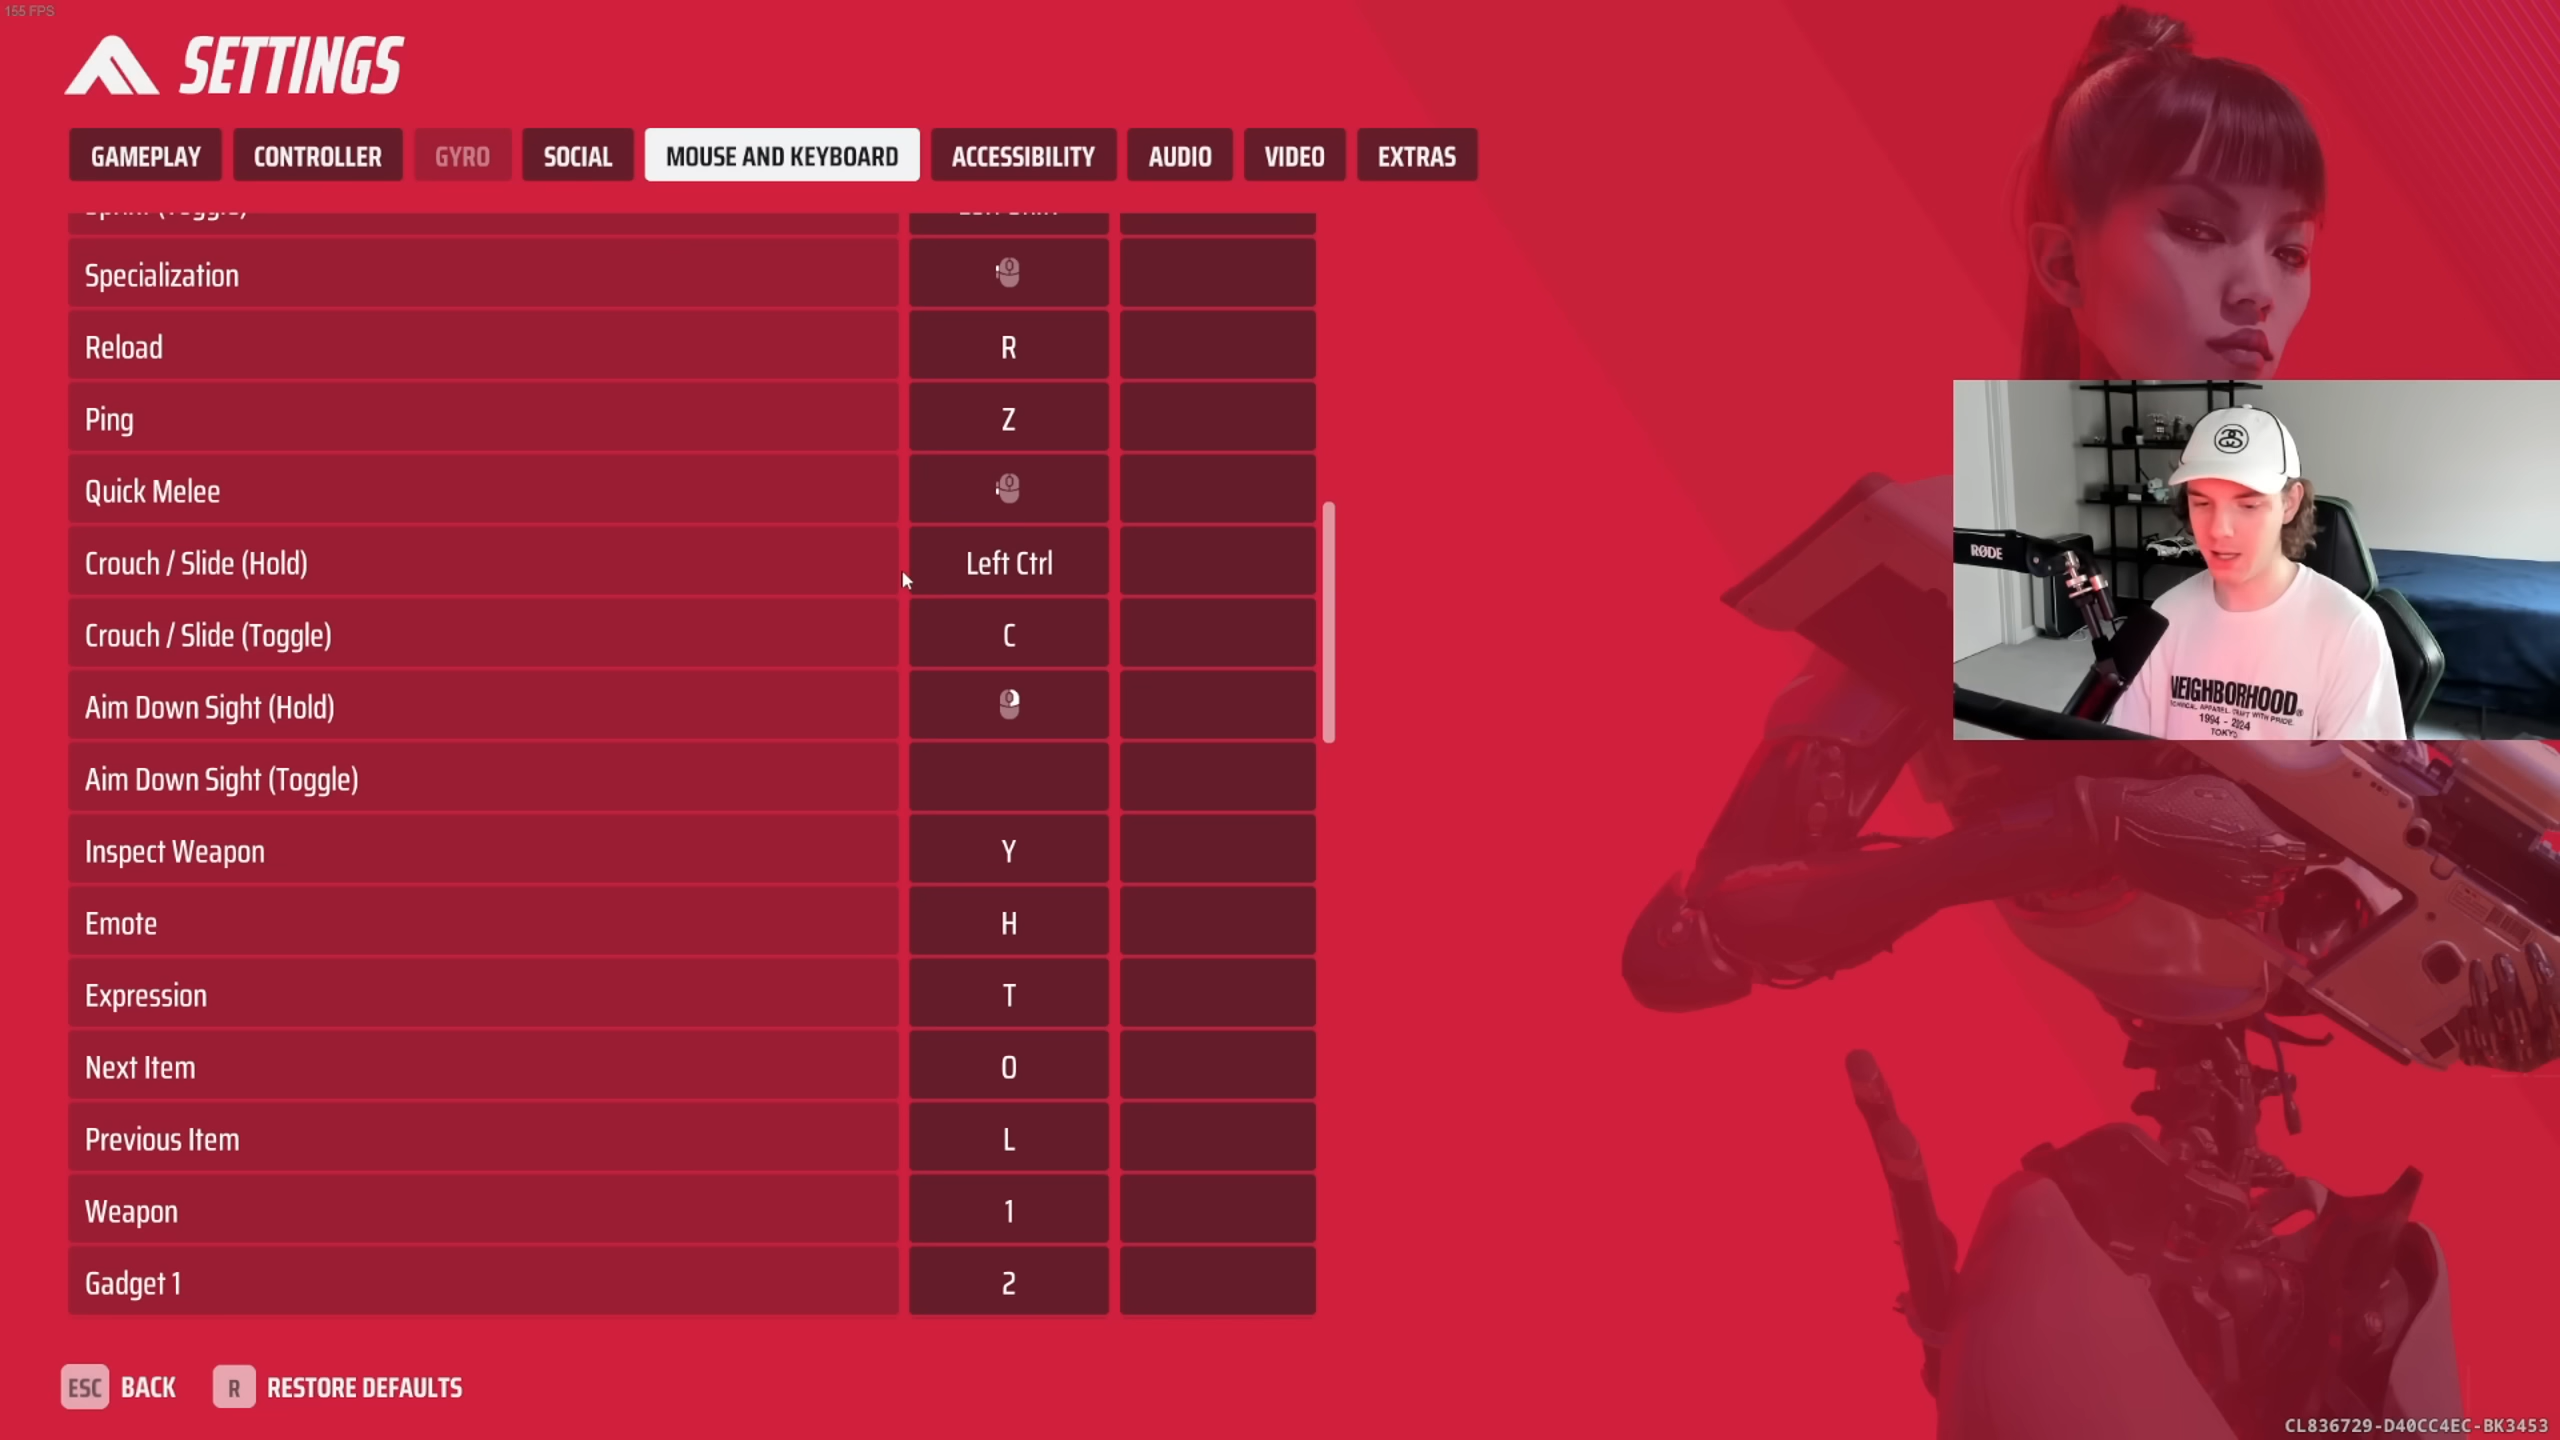 155 FPS
SETTINGS
GAMEPLAY CONTROLLER GYRO SOCIAL MOUSE AND KEYBOARD ACCESSIBILITY AUDIO VIDEO EXTRAS
Specialization
Reload R
Ping Z
Quick Melee
Crouch / Slide (Hold) Left Ctrl
Crouch / Slide (Toggle) C
Aim Down Sight (Hold)
Aim Down Sight (Toggle)
Inspect Weapon Y
Emote H
Expression T
Next Item O
Previous Item L
Weapon 1
Gadget 1 2
RØDE
NEIGHBORHOOD®
1994 - 2024
TOKYO
ESC BACK R RESTORE DEFAULTS
CL836729-D40CC4EC-BK3453